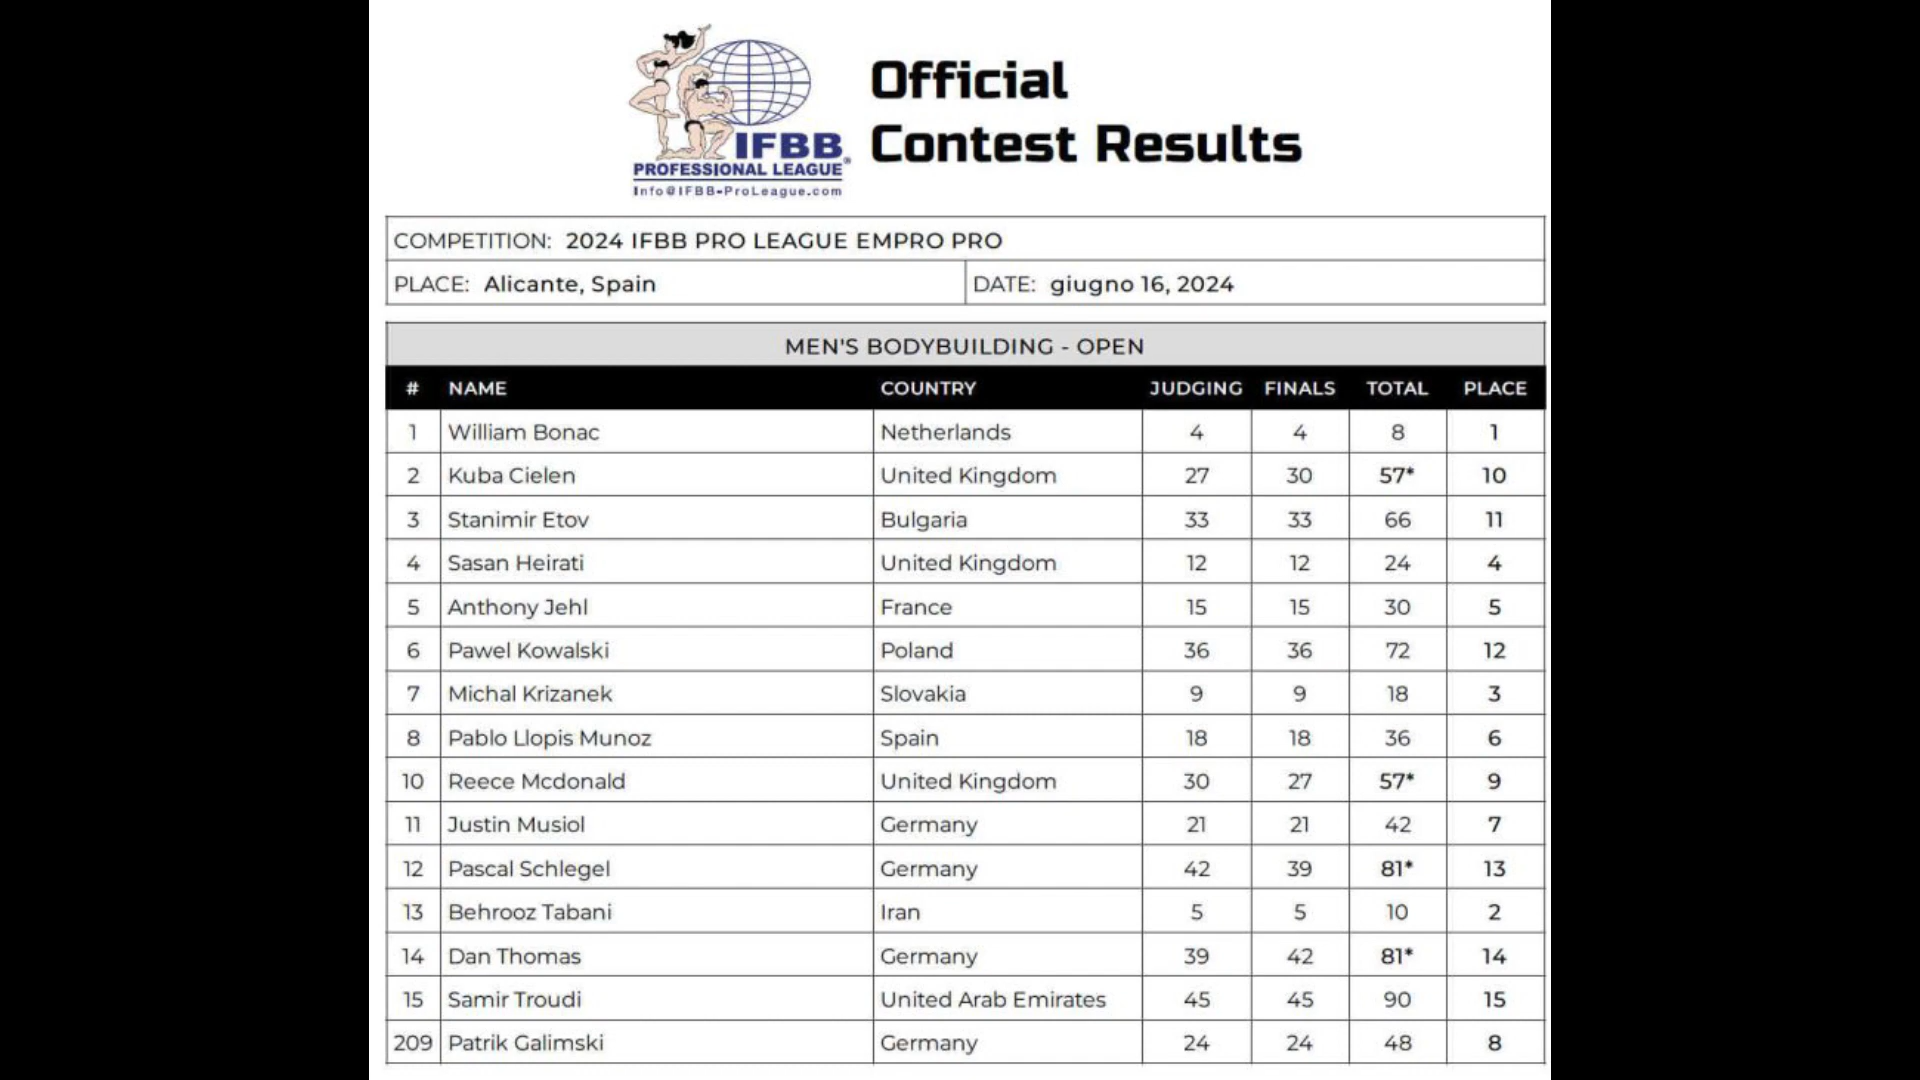 Official
Contest Results
IFBB
PROFESSIONAL LEAGUE®
Info@IFBB-ProLeague.com
COMPETITION: 2024 IFBB PRO LEAGUE EMPRO PRO
PLACE: Alicante, Spain DATE: giugno 16, 2024
MEN'S BODYBUILDING - OPEN
# NAME COUNTRY JUDGING FINALS TOTAL PLACE
1 William Bonac Netherlands 4 4 8 1
2 Kuba Cielen United Kingdom 27 30 57* 10
3 Stanimir Etov Bulgaria 33 33 66 11
4 Sasan Heirati United Kingdom 12 12 24 4
5 Anthony Jehl France 15 15 30 5
6 Pawel Kowalski Poland 36 36 72 12
7 Michal Krizanek Slovakia 9 9 18 3
8 Pablo Llopis Munoz Spain 18 18 36 6
10 Reece Mcdonald United Kingdom 30 27 57* 9
11 Justin Musiol Germany 21 21 42 7
12 Pascal Schlegel Germany 42 39 81* 13
13 Behrooz Tabani Iran 5 5 10 2
14 Dan Thomas Germany 39 42 81* 14
15 Samir Troudi United Arab Emirates 45 45 90 15
209 Patrik Galimski Germany 24 24 48 8